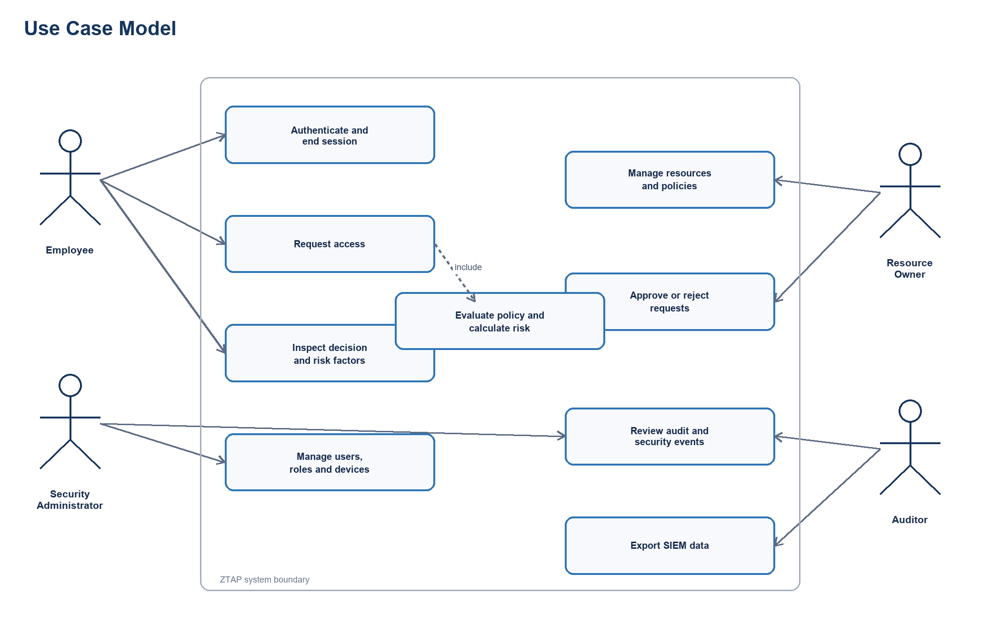 Use Case Model
Authenticate and
end session
Manage resources
and policies
Request access
Employee
include
Resource
Owner
Approve or reject
requests
Evaluate policy and
calculate risk
Inspect decision
and risk factors
Review audit and
security events
Manage users,
roles and devices
Security
Administrator
Auditor
Export SIEM data
ZTAP system boundary